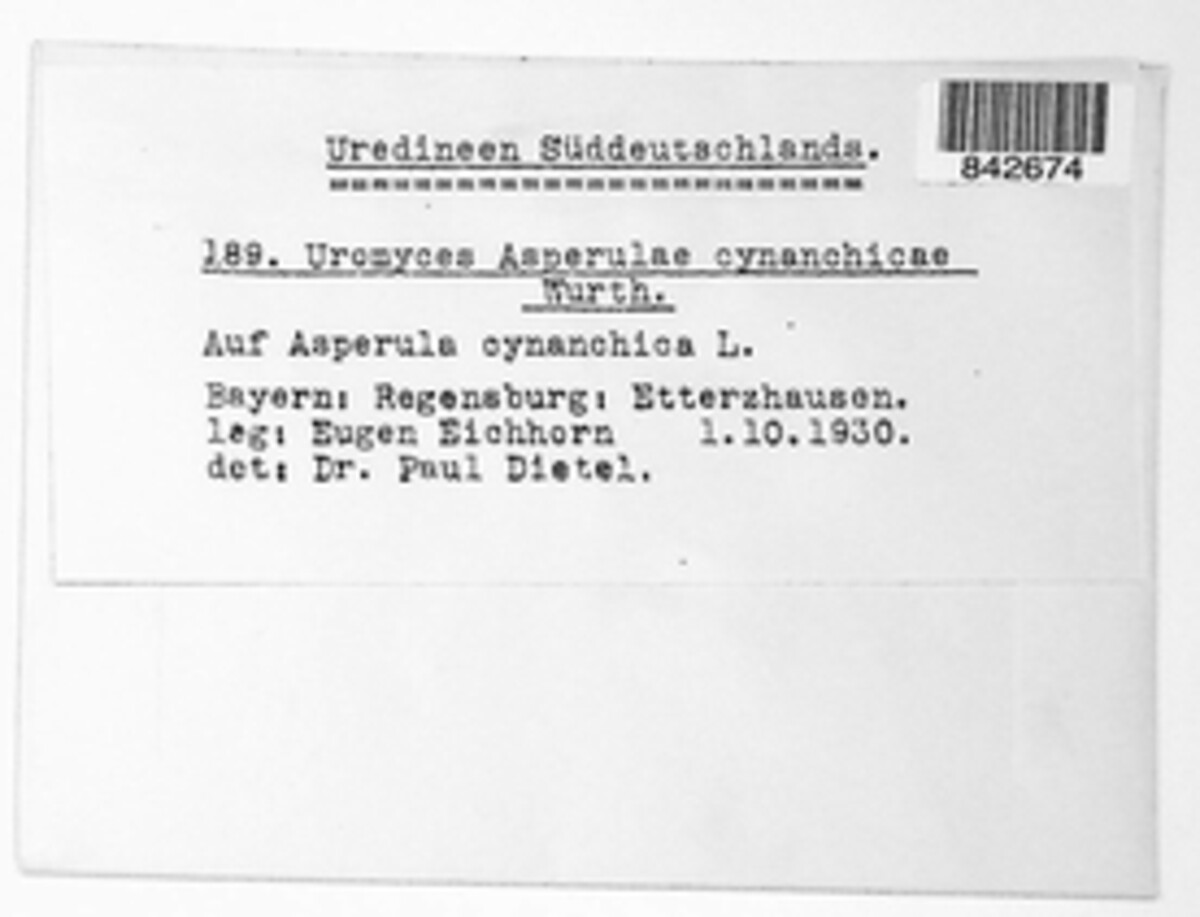 Uredineen Süddeutschlands.
842674
189. Uromyces Asperulae cynanchicae
Wurth.
Auf Asperula cynanchica L.
Bayern: Regensburg: Etterzhausen.
leg: Eugen Eichhorn 1.10.1930.
det: Dr. Paul Dietel.